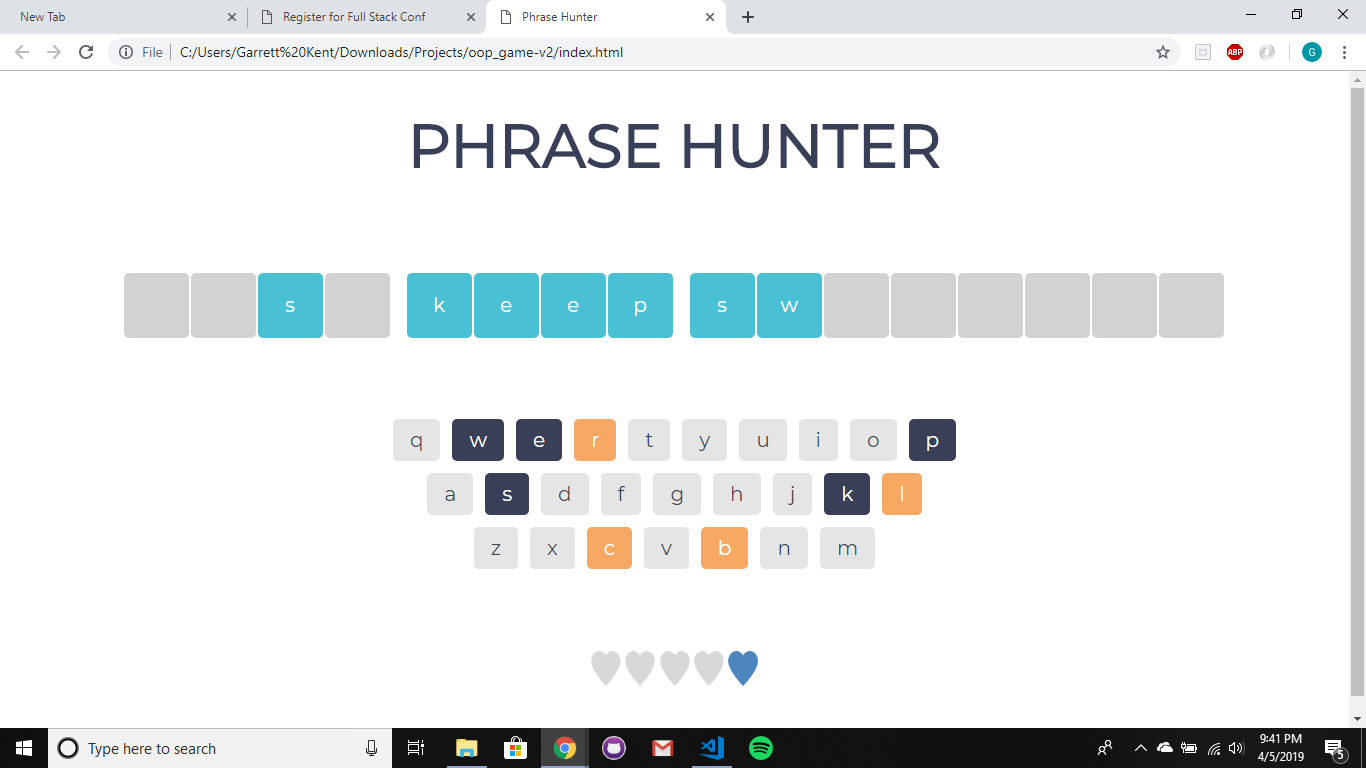 New Tab Register for Full Stack Conf Phrase Hunter
File C:/Users/Garrett%20Kent/Downloads/Projects/oop_game-v2/index.html ABP G
PHRASE HUNTER
s k e e p s w
q w e r t y u i o p
a s d f g h j k l
z x c v b n m
Type here to search
9:41 PM
4/5/2019
5